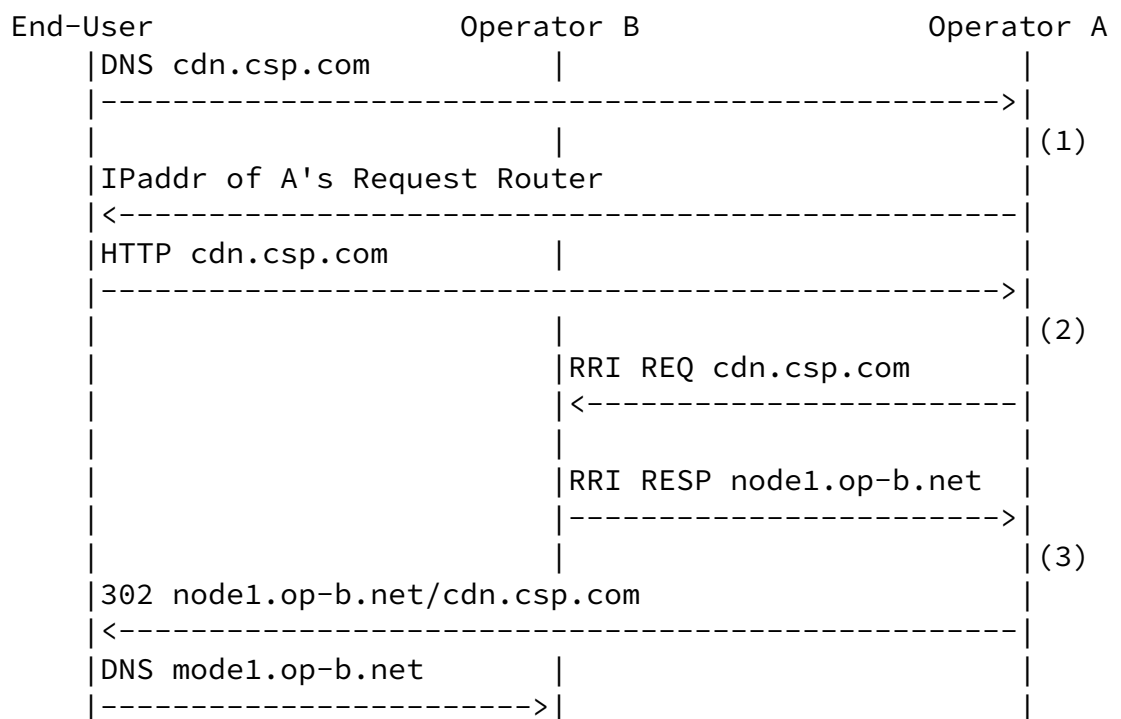 End-User Operator B Operator A
|DNS cdn.csp.com | |
|-------------------------------------------------->|
| | |(1)
|IPaddr of A's Request Router |
|<--------------------------------------------------|
|HTTP cdn.csp.com | |
|-------------------------------------------------->|
| | |(2)
| |RRI REQ cdn.csp.com |
| |<------------------------|
| | |
| |RRI RESP node1.op-b.net |
| |------------------------>|
| | |(3)
|302 node1.op-b.net/cdn.csp.com |
|<--------------------------------------------------|
|DNS mode1.op-b.net | |
|------------------------>| |